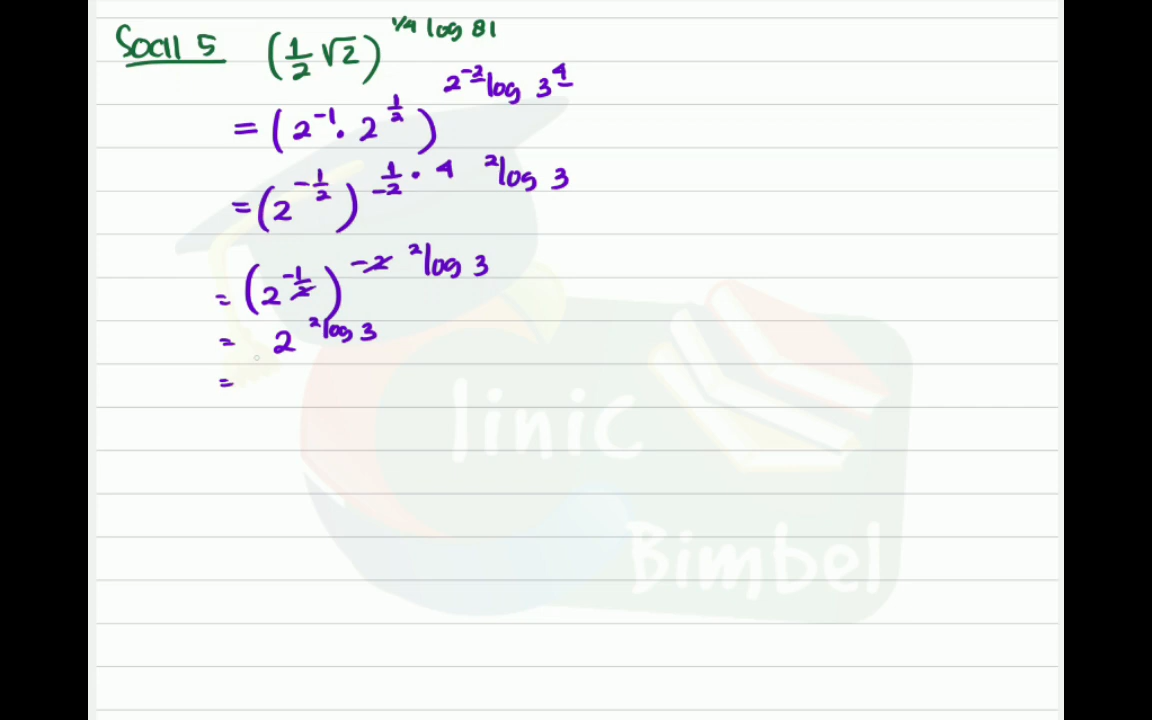 Soal 5 (1/2 √2)^{1/4 log 81}
= (2^{-1} . 2^{1/2})^{2^{-2} log 3^4}
= (2^{-1/2})^{1/-2 . 4 ²log 3}
= (2^{-1/2})^{-2 ²log 3}
= 2^{²log 3}
=
linic
Bimbel